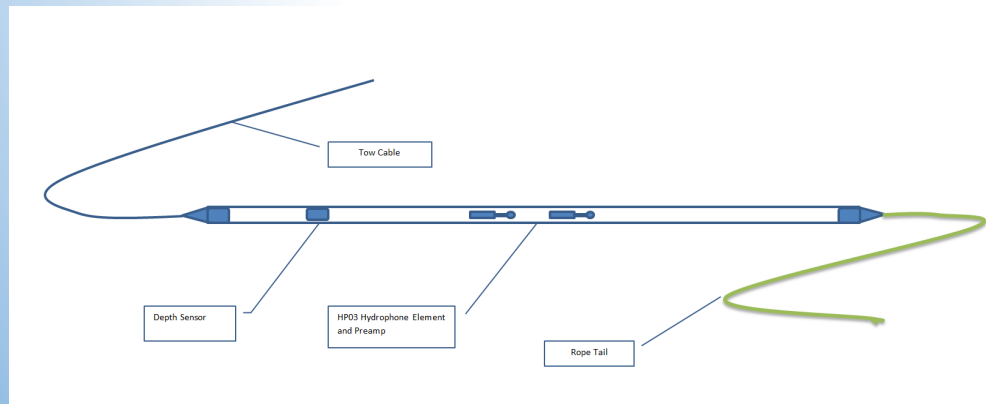 Tow Cable
Depth Sensor
HP03 Hydrophone Element
and Preamp
Rope Tail